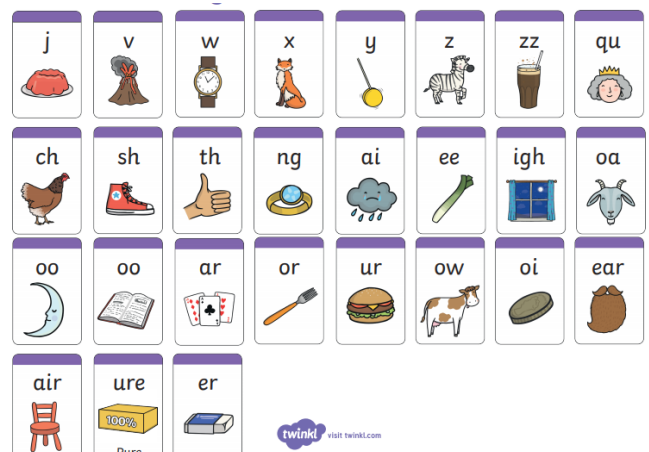 j v w x y z zz qu
ch sh th ng ai ee igh oa
oo oo ar or ur ow oi ear
air ure er
100%
Pure
twinkl visit twinkl.com